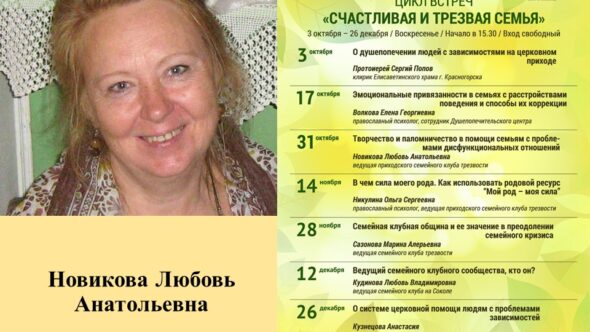 Новикова Любовь
Анатольевна
ЦИКЛ ВСТРЕЧ
«СЧАСТЛИВАЯ И ТРЕЗВАЯ СЕМЬЯ»
3 октября – 26 декабря / Воскресенье / Начало в 15.30 / Вход свободный
3 октября О душепопечении людей с зависимостями на церковном
приходе
Протоиерей Сергий Попов
клирик Елисаветинского храма г. Красногорска
17 октября Эмоциональные привязанности в семьях с расстройствами
поведения и способы их коррекции
Волкова Елена Георгиевна
православный психолог, сотрудник Душепопечительского центра
31 октября Творчество и паломничество в помощи семьям с пробле-
мами дисфункциональных отношений
Новикова Любовь Анатольевна
ведущая приходского семейного клуба трезвости
14 ноября В чем сила моего рода. Как использовать родовой ресурс
"Мой род – моя сила"
Никулина Ольга Сергеевна
православный психолог, ведущая приходского семейного клуба трезвости
28 ноября Семейная клубная община и ее значение в преодолении
семейного кризиса
Сазонова Марина Алерьевна
ведущая семейного клуба трезвости
12 декабря Ведущий семейного клубного сообщества, кто он?
Кудинова Любовь Владимировна
ведущая семейного клуба на Соколе
26 декабря О системе церковной помощи людям с проблемами
зависимостей
Кузнецова Анастасия